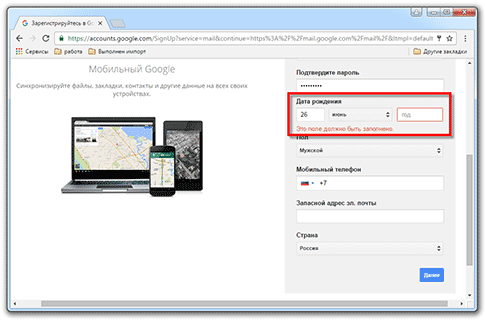 Зарегистрируйтесь в Go
https://accounts.google.com/SignUp?service=mail&continue=https%3A%2F%2Fmail.google.com%2Fmail%2F&ltmpl=default
Сервисы работа Выполнен импорт Другие закладки
Мобильный Google
Синхронизируйте файлы, закладки, контакты и другие данные на всех своих
устройствах.
Подтвердите пароль
•••••••••
Дата рождения
26 июнь год
Это поле должно быть заполнено.
Пол
Мужской
Мобильный телефон
+7
Запасной адрес эл. почты
Страна
Россия
Далее